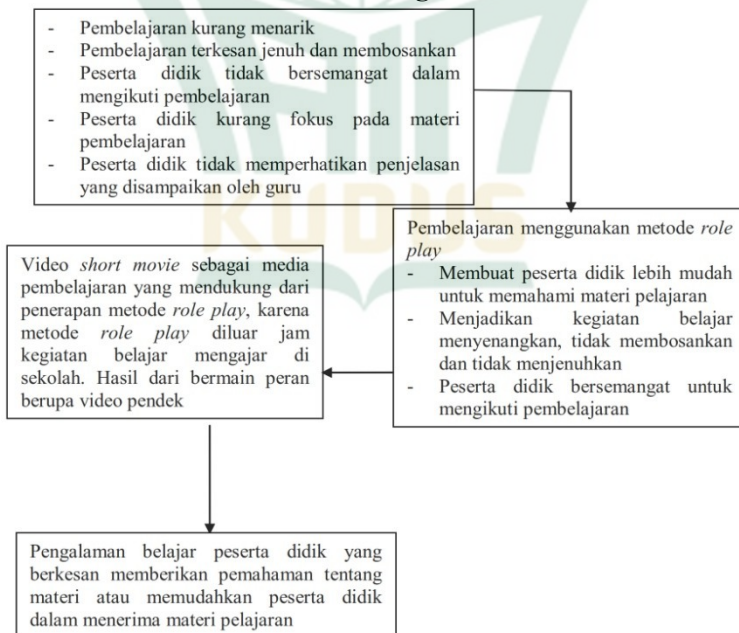 - Pembelajaran kurang menarik
- Pembelajaran terkesan jenuh dan membosankan
- Peserta didik tidak bersemangat dalam
mengikuti pembelajaran
- Peserta didik kurang fokus pada materi
pembelajaran
- Peserta didik tidak memperhatikan penjelasan
yang disampaikan oleh guru
KUDUS
Pembelajaran menggunakan metode role
play
- Membuat peserta didik lebih mudah
untuk memahami materi pelajaran
- Menjadikan kegiatan belajar
menyenangkan, tidak membosankan
dan tidak menjenuhkan
- Peserta didik bersemangat untuk
mengikuti pembelajaran
Video short movie sebagai media
pembelajaran yang mendukung dari
penerapan metode role play, karena
metode role play diluar jam
kegiatan belajar mengajar di
sekolah. Hasil dari bermain peran
berupa video pendek
Pengalaman belajar peserta didik yang
berkesan memberikan pemahaman tentang
materi atau memudahkan peserta didik
dalam menerima materi pelajaran